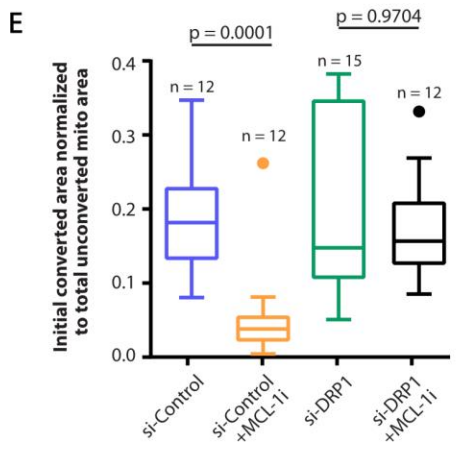 E
p = 0.0001
p = 0.9704
Initial converted area normalized
to total unconverted mito area
0.4
0.3
0.2
0.1
0.0
n = 12
n = 12
n = 15
n = 12
si-Control
si-Control
+MCL-1i
si-DRP1
si-DRP1
+MCL-1i